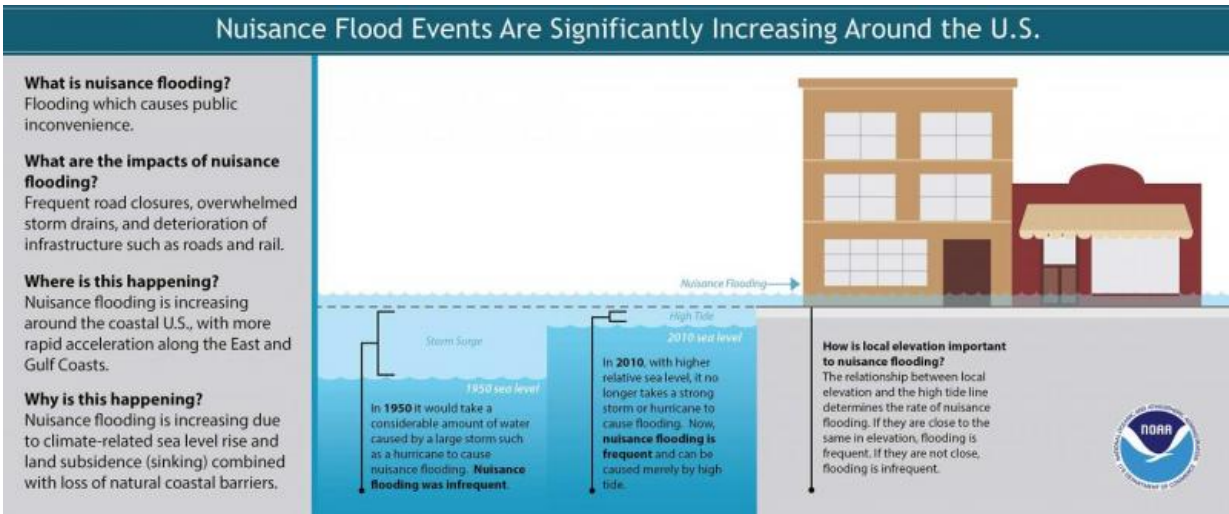 Nuisance Flood Events Are Significantly Increasing Around the U.S.
What is nuisance flooding?
Flooding which causes public
inconvenience.
What are the impacts of nuisance
flooding?
Frequent road closures, overwhelmed
storm drains, and deterioration of
infrastructure such as roads and rail.
Where is this happening?
Nuisance flooding is increasing
around the coastal U.S., with more
rapid acceleration along the East and
Gulf Coasts.
Why is this happening?
Nuisance flooding is increasing due
to climate-related sea level rise and
land subsidence (sinking) combined
with loss of natural coastal barriers.
Nuisance Flooding
Storm Surge
1950 sea level
In 1950 it would take a
considerable amount of water
caused by a large storm such
as a hurricane to cause
nuisance flooding. Nuisance
flooding was infrequent.
High Tide
2010 sea level
In 2010, with higher
relative sea level, it no
longer takes a strong
storm or hurricane to
cause flooding. Now,
nuisance flooding is
frequent and can be
caused merely by high
tide.
How is local elevation important
to nuisance flooding?
The relationship between local
elevation and the high tide line
determines the rate of nuisance
flooding. If they are close to the
same in elevation, flooding is
frequent. If they are not close,
flooding is infrequent.
NATIONAL OCEANIC AND ATMOSPHERIC ADMINISTRATION
NOAA
U.S. DEPARTMENT OF COMMERCE